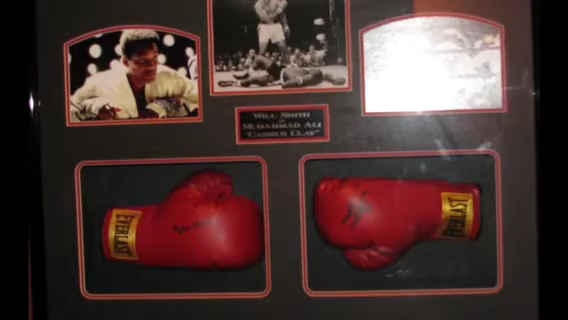 WILL SMITH
MUHAMMAD ALI
"CASSIUS CLAY"
EVERLAST
EVERLAST